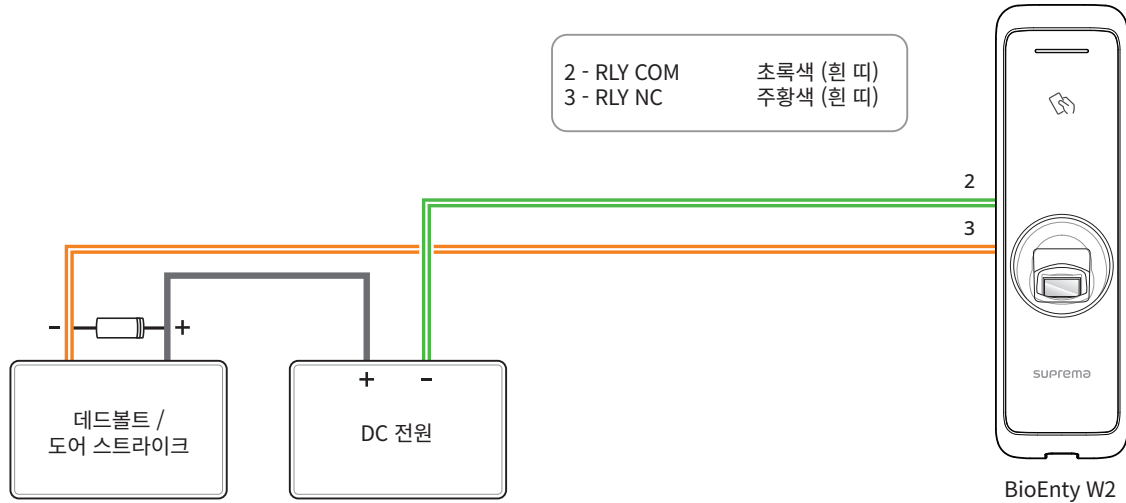 2 - RLY COM 초록색 (흰 띠)
3 - RLY NC 주황색 (흰 띠)
2
3
- +
+ -
데드볼트 /
도어 스트라이크
DC 전원
suprema
BioEnty W2